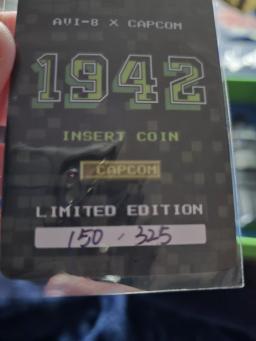 AVI-8 X CAPCOM
1942
INSERT COIN
CAPCOM
LIMITED EDITION
150 . 325